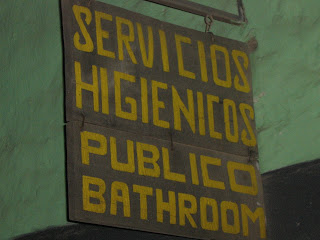 SERVICIOS
HIGIENICOS
PUBLICO
BATHROOM